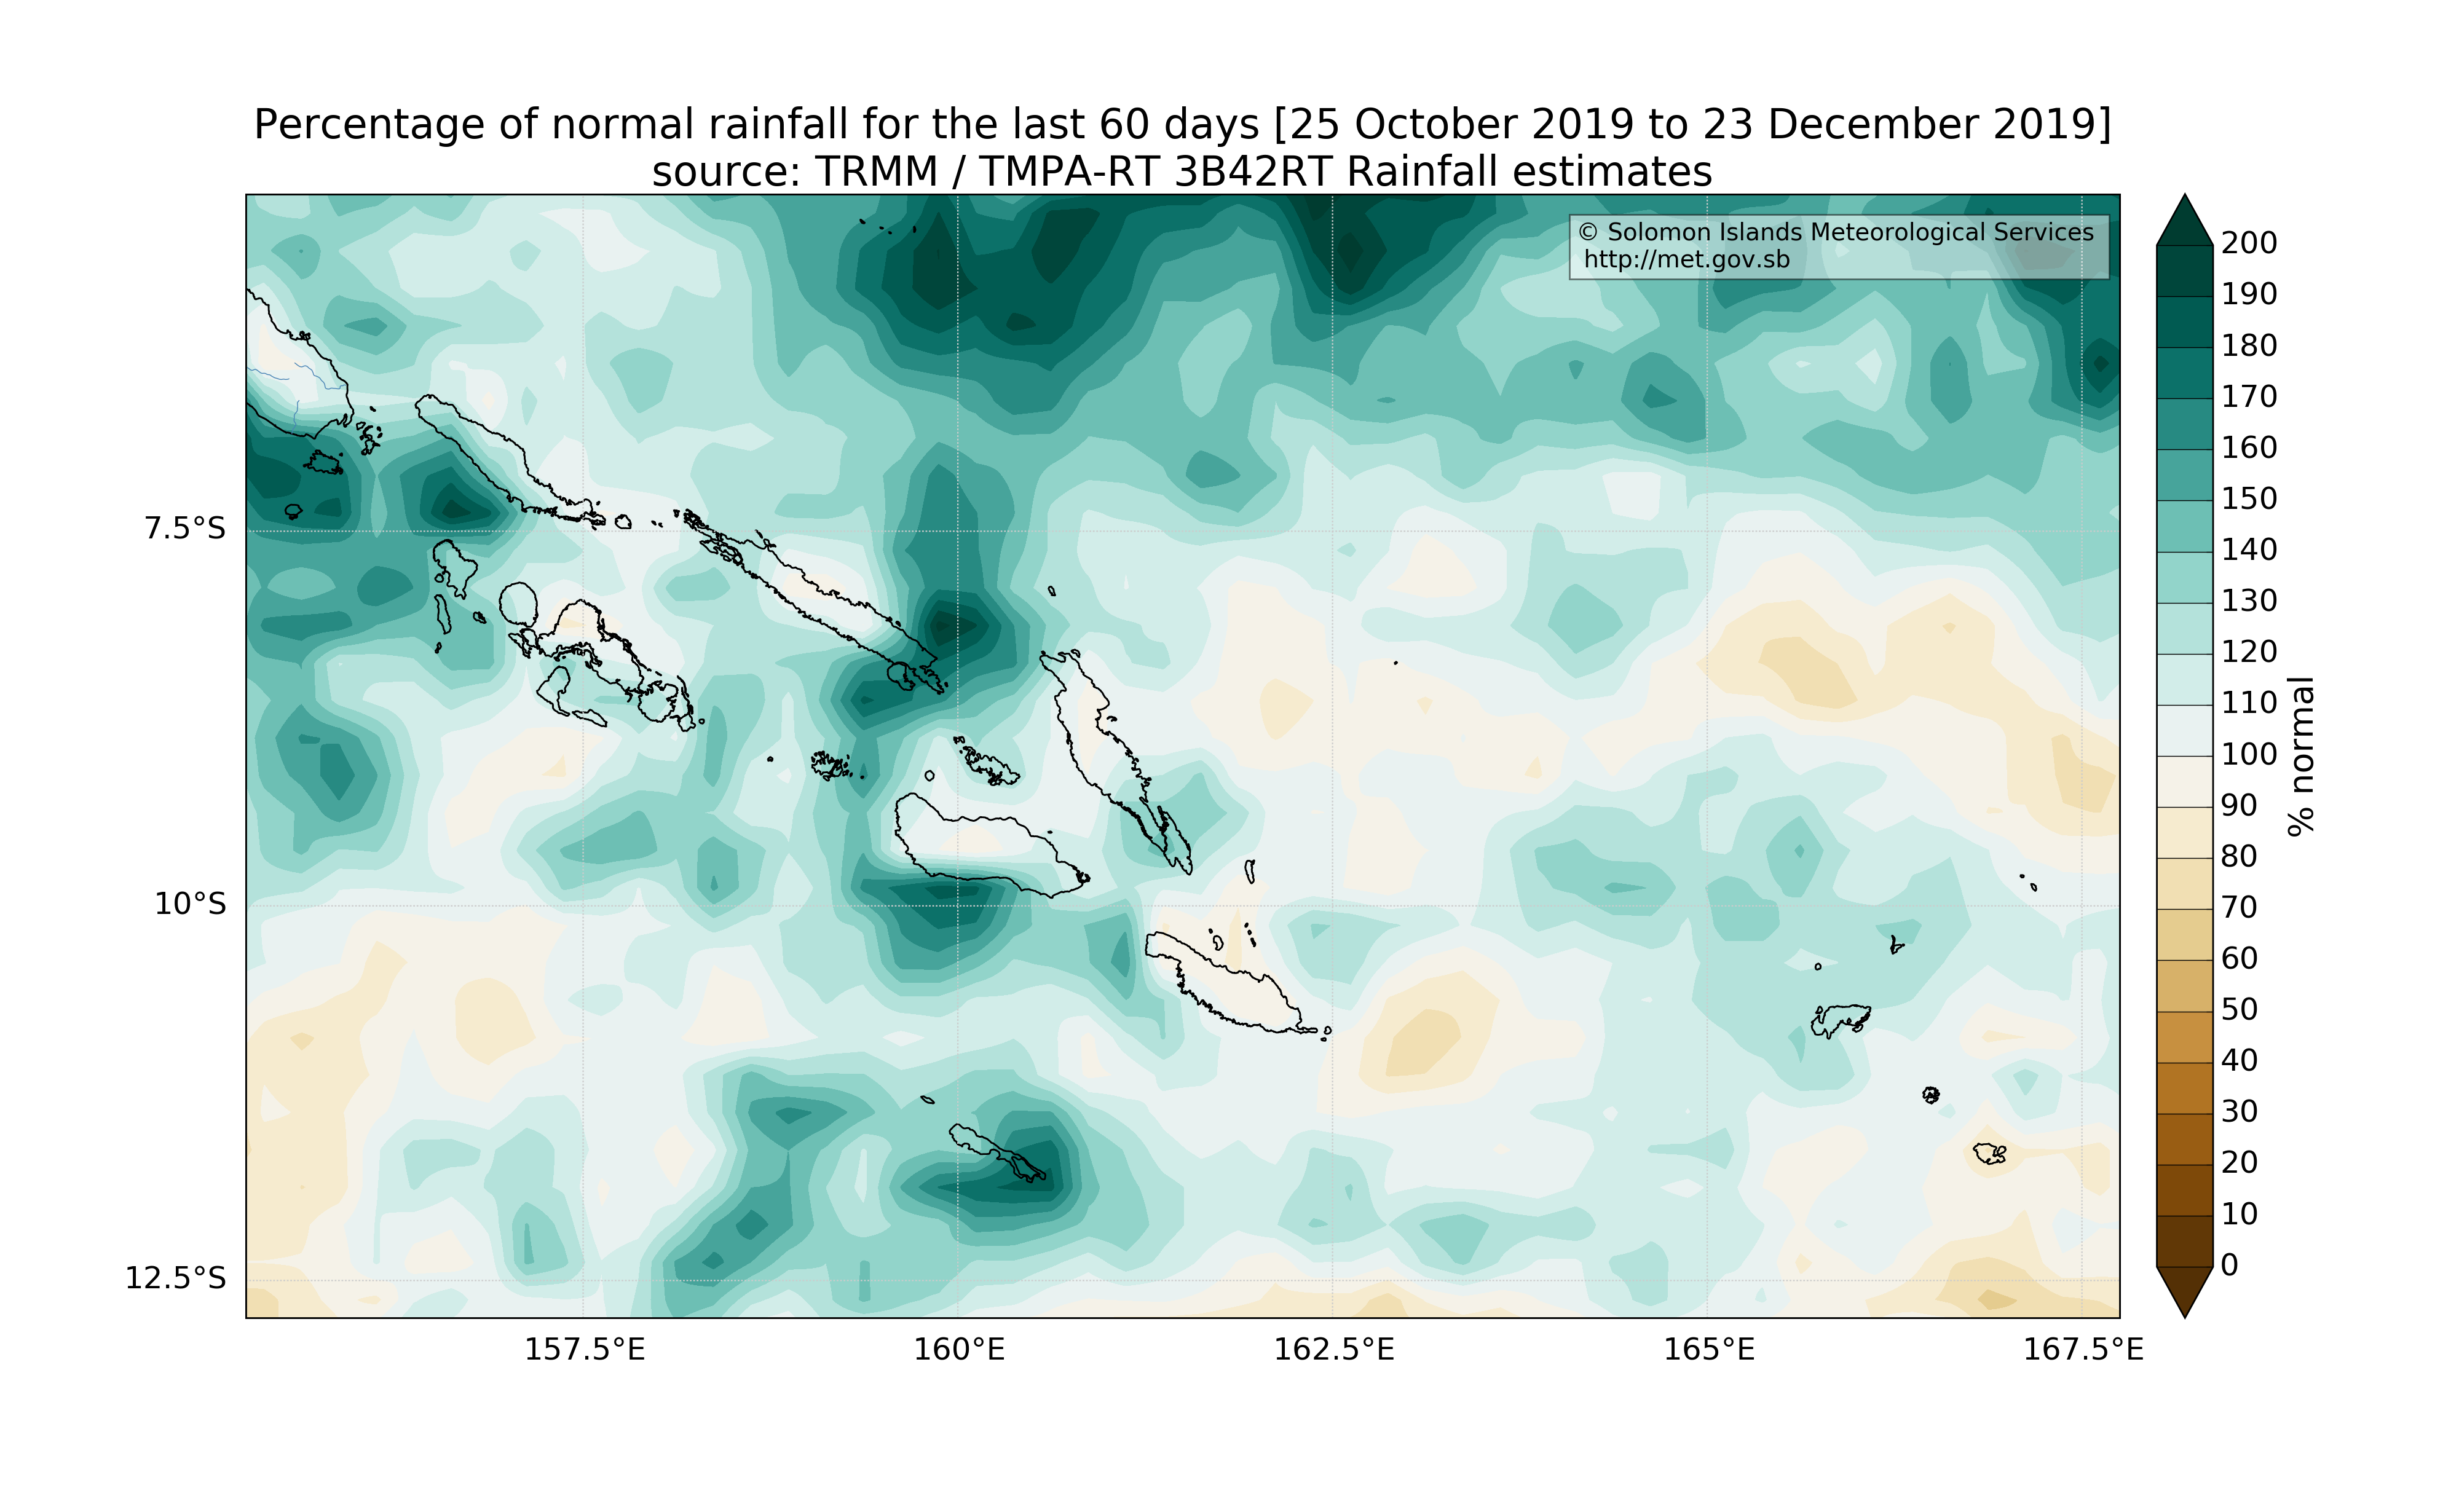 Percentage of normal rainfall for the last 60 days [25 October 2019 to 23 December 2019]
source: TRMM / TMPA-RT 3B42RT Rainfall estimates
© Solomon Islands Meteorological Services
http://met.gov.sb
7.5°S
10°S
12.5°S
157.5°E
160°E
162.5°E
165°E
167.5°E
200
190
180
170
160
150
140
130
120
110
100
90
80
70
60
50
40
30
20
10
0
% normal